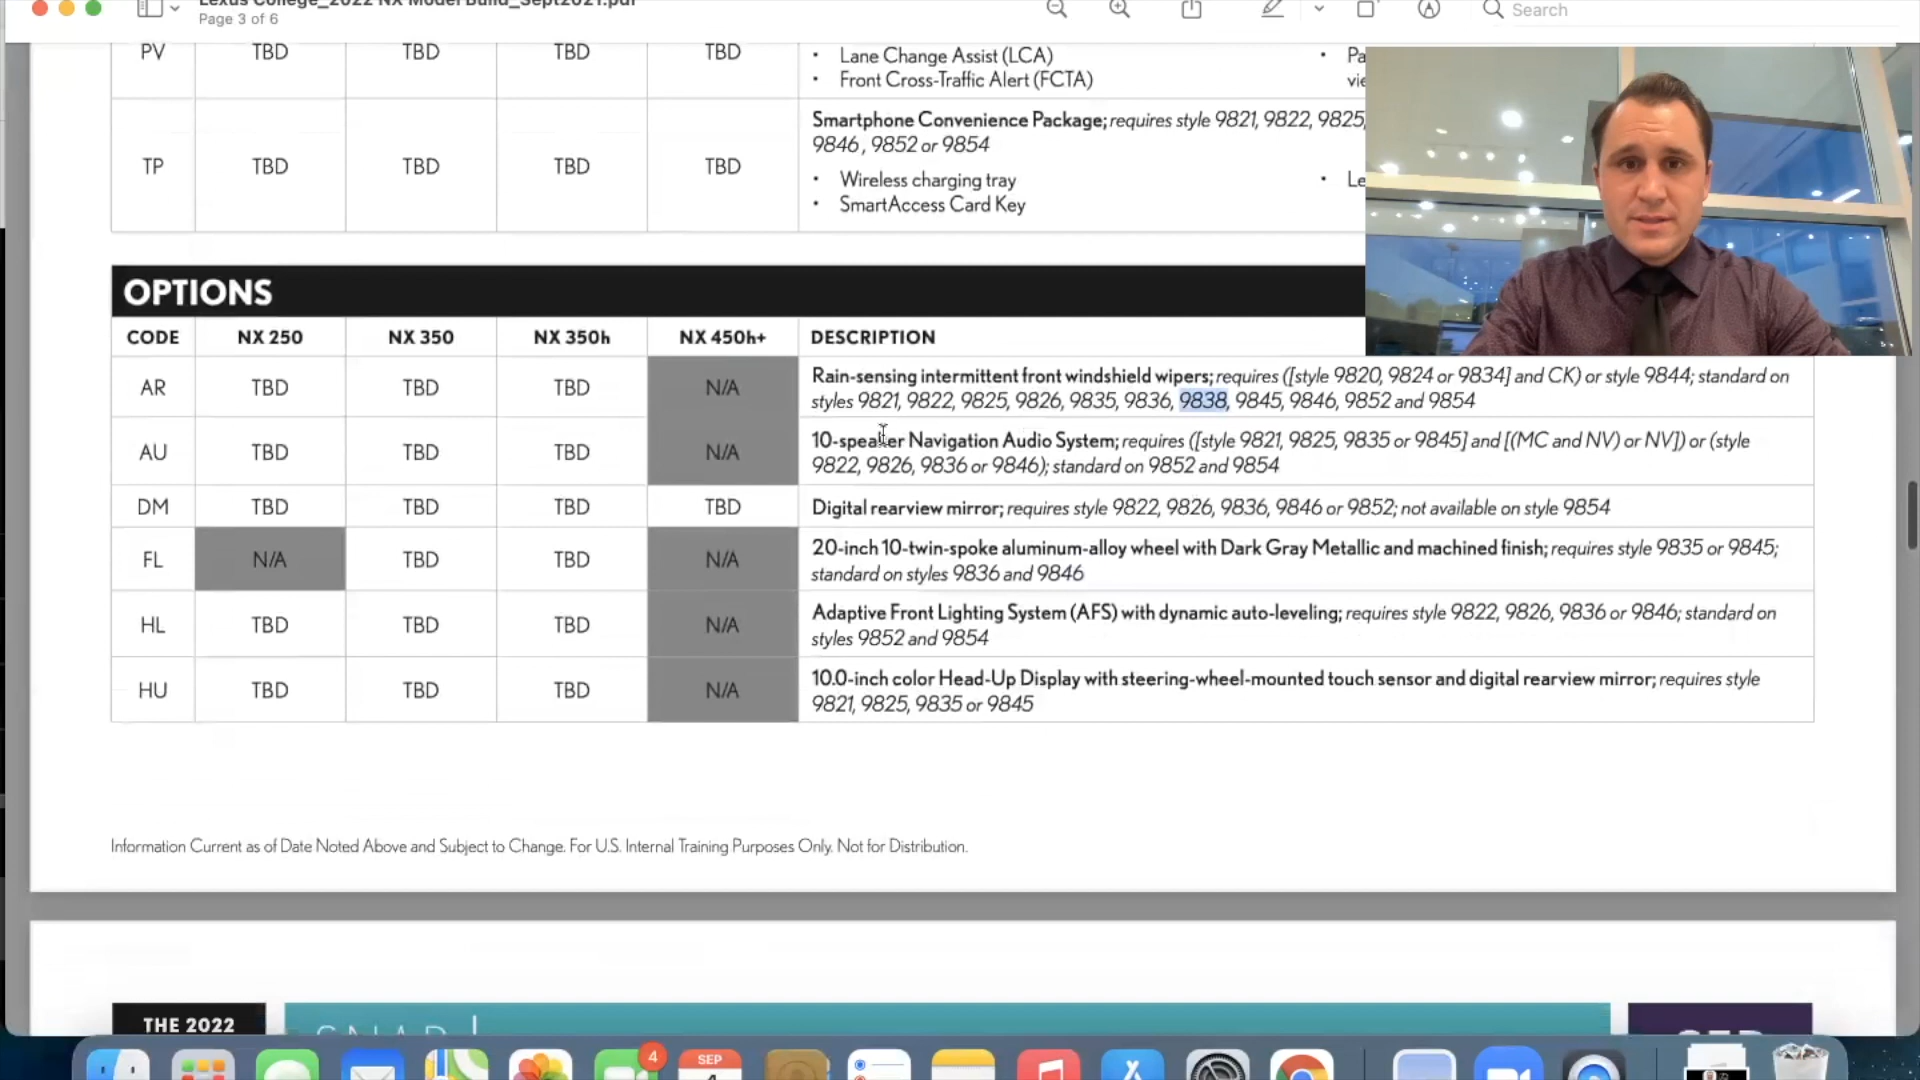 Lexus College_2022 NX Model Build_Sept2021.pdf
Page 3 of 6
Search
PV TBD TBD TBD TBD
• Lane Change Assist (LCA)
• Front Cross-Traffic Alert (FCTA)
• Pa
vie
TP TBD TBD TBD TBD
Smartphone Convenience Package; requires style 9821, 9822, 9825,
9846 , 9852 or 9854
• Wireless charging tray
• SmartAccess Card Key
• Le
OPTIONS
CODE NX 250 NX 350 NX 350h NX 450h+ DESCRIPTION
AR TBD TBD TBD N/A
Rain-sensing intermittent front windshield wipers; requires ([style 9820, 9824 or 9834] and CK) or style 9844; standard on
styles 9821, 9822, 9825, 9826, 9835, 9836, 9838, 9845, 9846, 9852 and 9854
AU TBD TBD TBD N/A
10-speaker Navigation Audio System; requires ([style 9821, 9825, 9835 or 9845] and [(MC and NV) or NV]) or (style
9822, 9826, 9836 or 9846); standard on 9852 and 9854
DM TBD TBD TBD TBD Digital rearview mirror; requires style 9822, 9826, 9836, 9846 or 9852; not available on style 9854
FL N/A TBD TBD N/A
20-inch 10-twin-spoke aluminum-alloy wheel with Dark Gray Metallic and machined finish; requires style 9835 or 9845;
standard on styles 9836 and 9846
HL TBD TBD TBD N/A
Adaptive Front Lighting System (AFS) with dynamic auto-leveling; requires style 9822, 9826, 9836 or 9846; standard on
styles 9852 and 9854
HU TBD TBD TBD N/A
10.0-inch color Head-Up Display with steering-wheel-mounted touch sensor and digital rearview mirror; requires style
9821, 9825, 9835 or 9845
Information Current as of Date Noted Above and Subject to Change. For U.S. Internal Training Purposes Only. Not for Distribution.
THE 2022
4
SEP